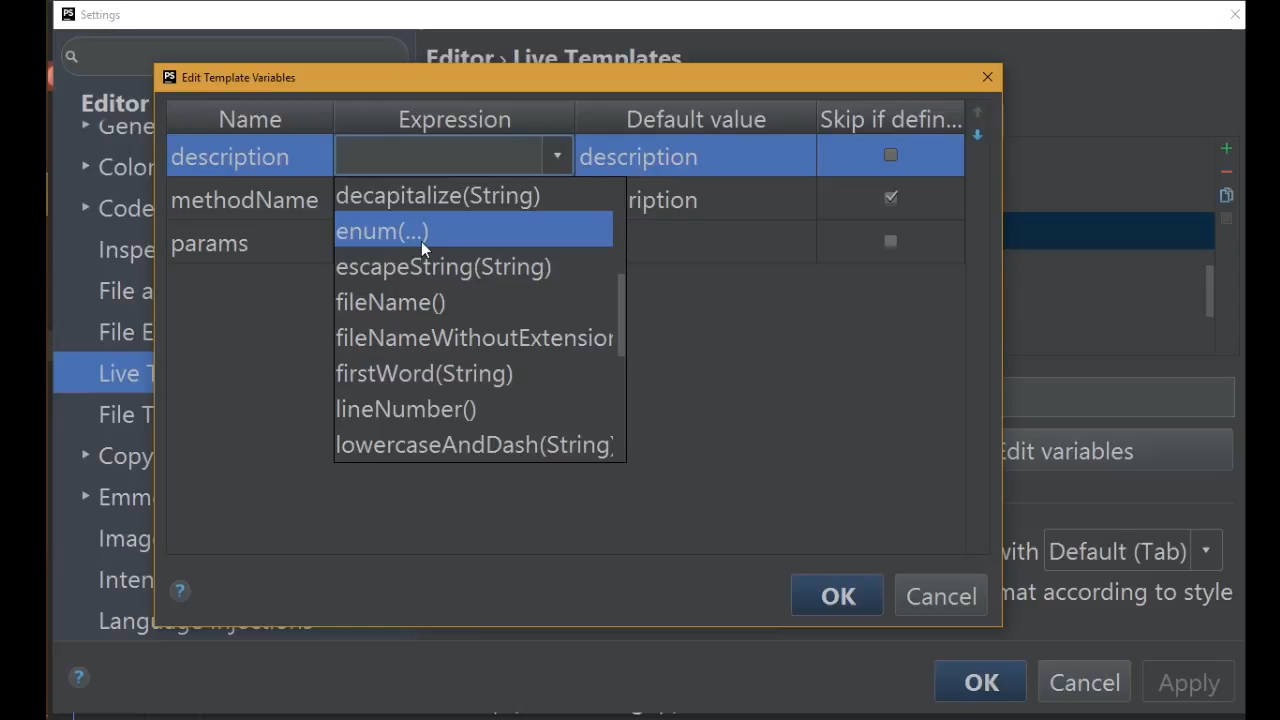 PS Settings
Editor › Live Templates
PS Edit Template Variables
Editor
Gene
Color
Code
Inspe
File a
File E
Live T
File T
Copy
Emm
Imag
Inten
Language Injections
Name Expression Default value Skip if defin...
description description
methodName ription
params
decapitalize(String)
enum(...)
escapeString(String)
fileName()
fileNameWithoutExtension
firstWord(String)
lineNumber()
lowercaseAndDash(String)
Edit variables
with Default (Tab)
mat according to style
? OK Cancel
? OK Cancel Apply